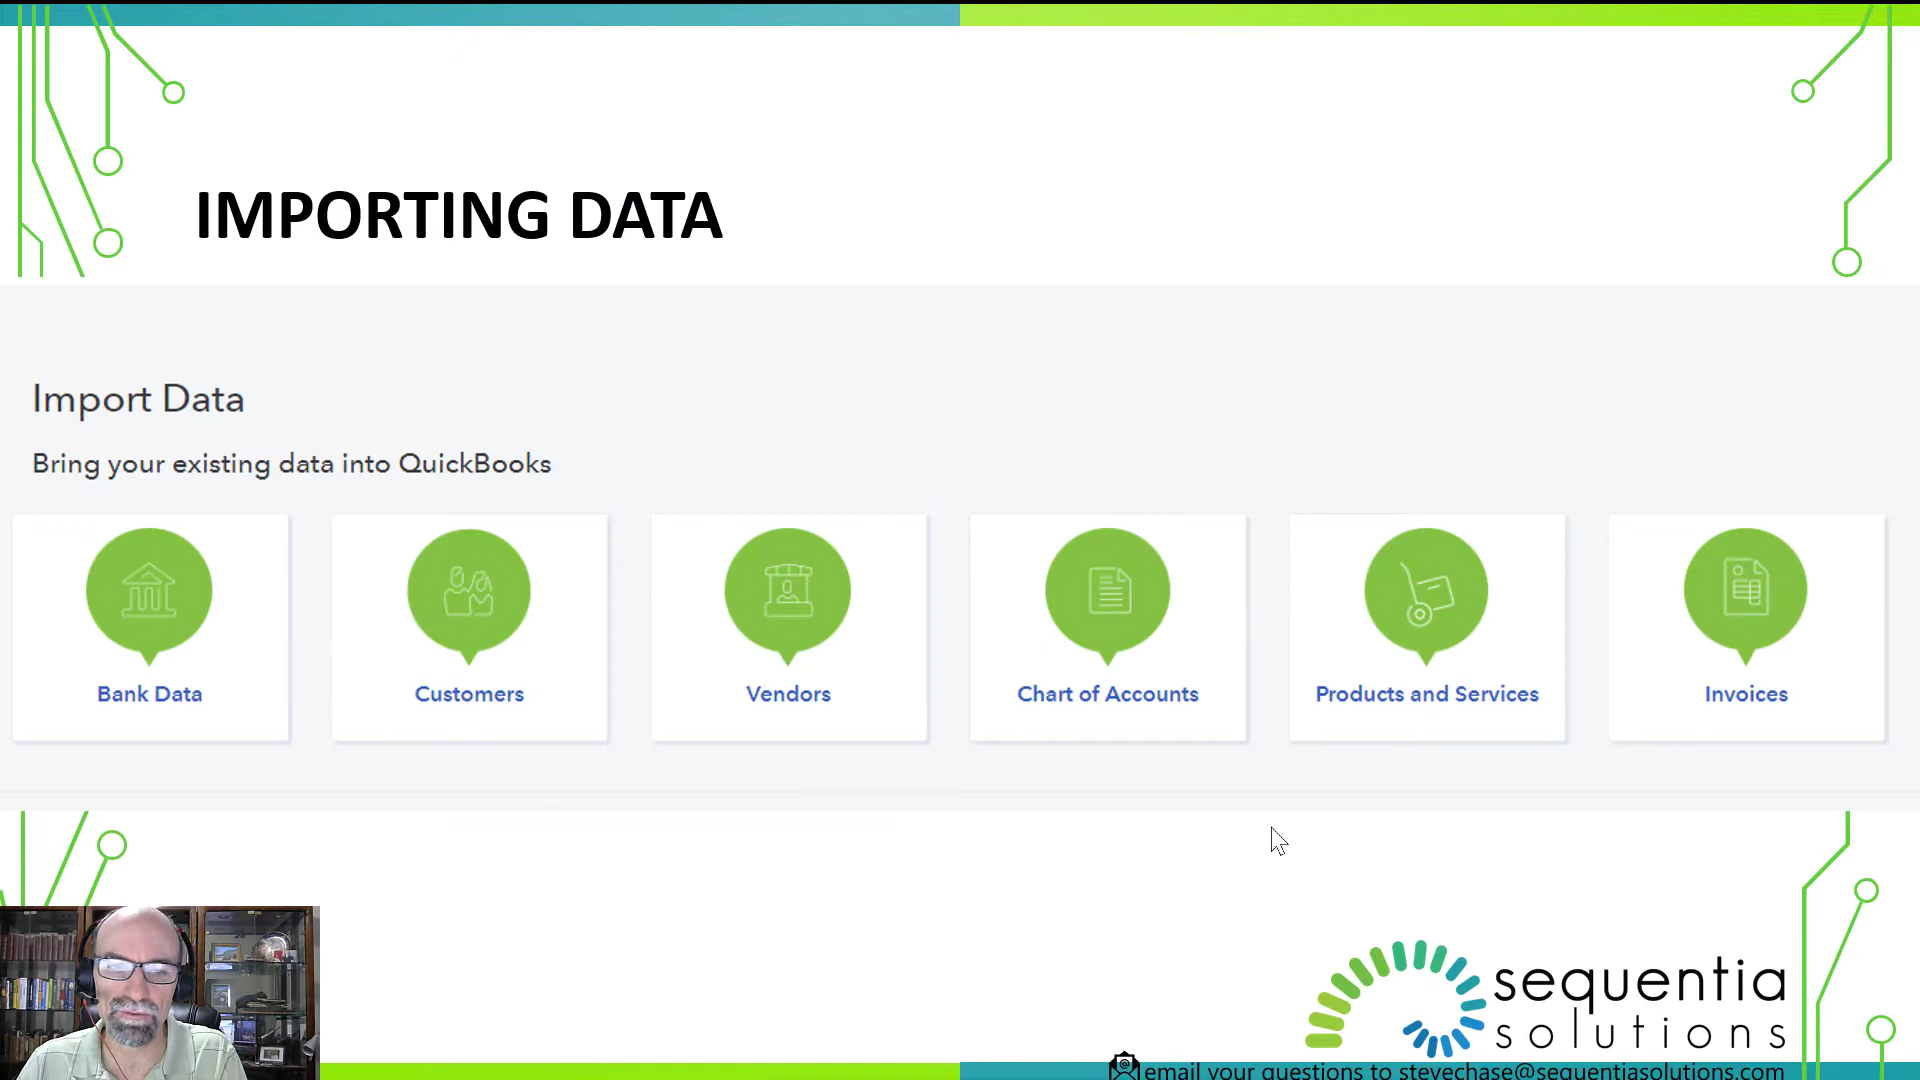 IMPORTING DATA
Import Data
Bring your existing data into QuickBooks
Bank Data
Customers
Vendors
Chart of Accounts
Products and Services
Invoices
sequentia
solutions
email your questions to stevechase@sequentiasolutions.com